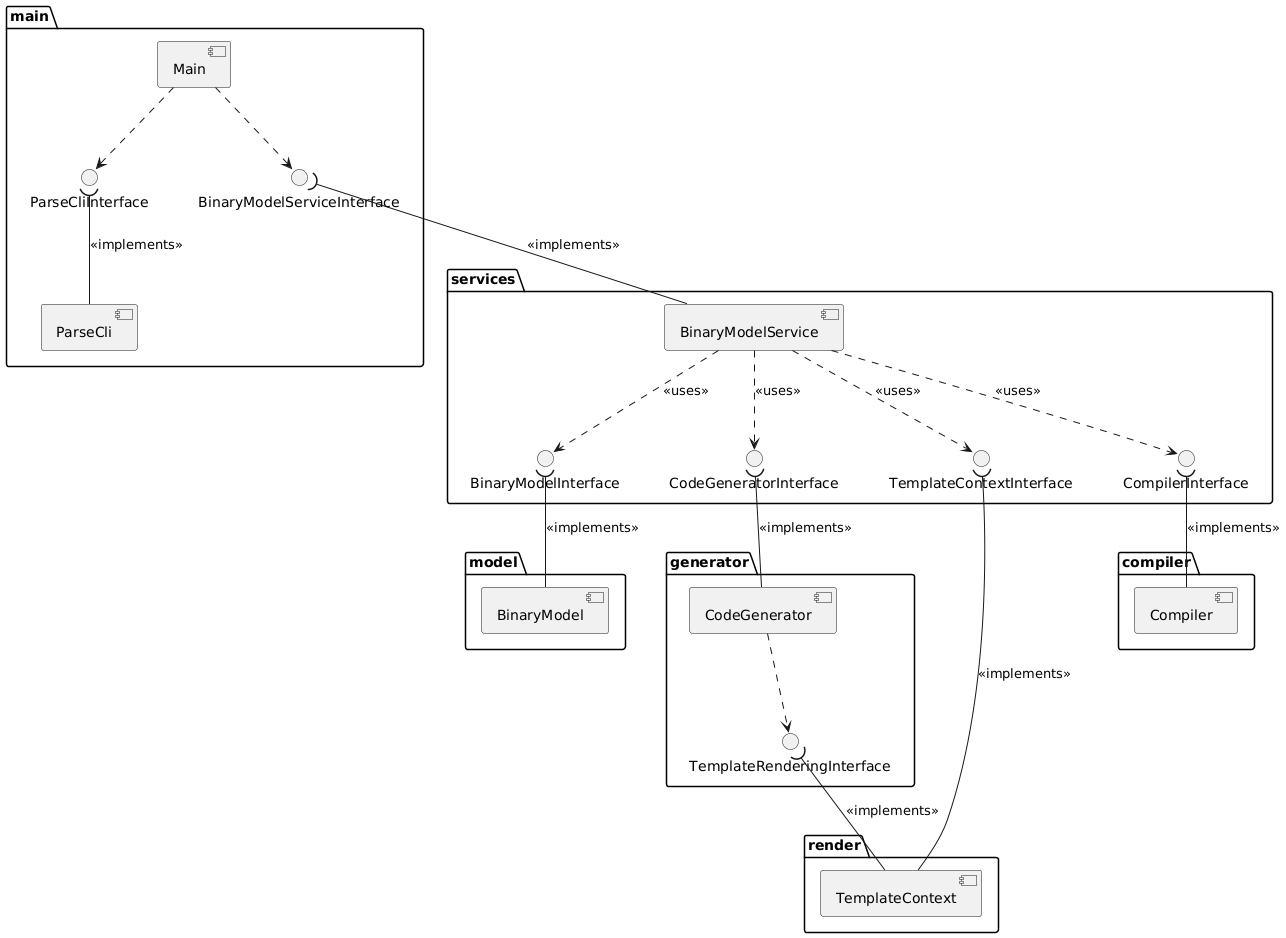 main
Main
ParseCliInterface
BinaryModelServiceInterface
«implements»
«implements»
ParseCli
services
BinaryModelService
«uses»
«uses»
«uses»
«uses»
BinaryModelInterface
CodeGeneratorInterface
TemplateContextInterface
CompilerInterface
«implements»
«implements»
«implements»
model
generator
compiler
BinaryModel
CodeGenerator
Compiler
«implements»
TemplateRenderingInterface
«implements»
render
TemplateContext